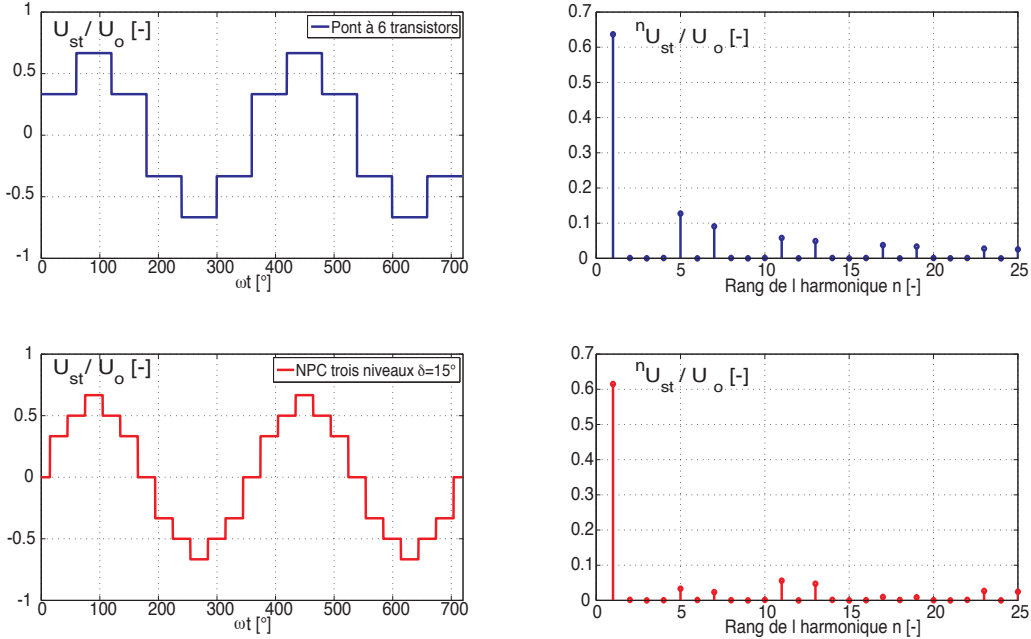 U_st / U_o [-]
Pont à 6 transistors
1
0.5
0
-0.5
-1
0 100 200 300 400 500 600 700
ωt [°]
ⁿU_st / U_o [-]
0.7
0.6
0.5
0.4
0.3
0.2
0.1
0
0 5 10 15 20 25
Rang de l harmonique n [-]
U_st / U_o [-]
NPC trois niveaux δ=15°
1
0.5
0
-0.5
-1
0 100 200 300 400 500 600 700
ωt [°]
ⁿU_st / U_o [-]
0.7
0.6
0.5
0.4
0.3
0.2
0.1
0
0 5 10 15 20 25
Rang de l harmonique n [-]